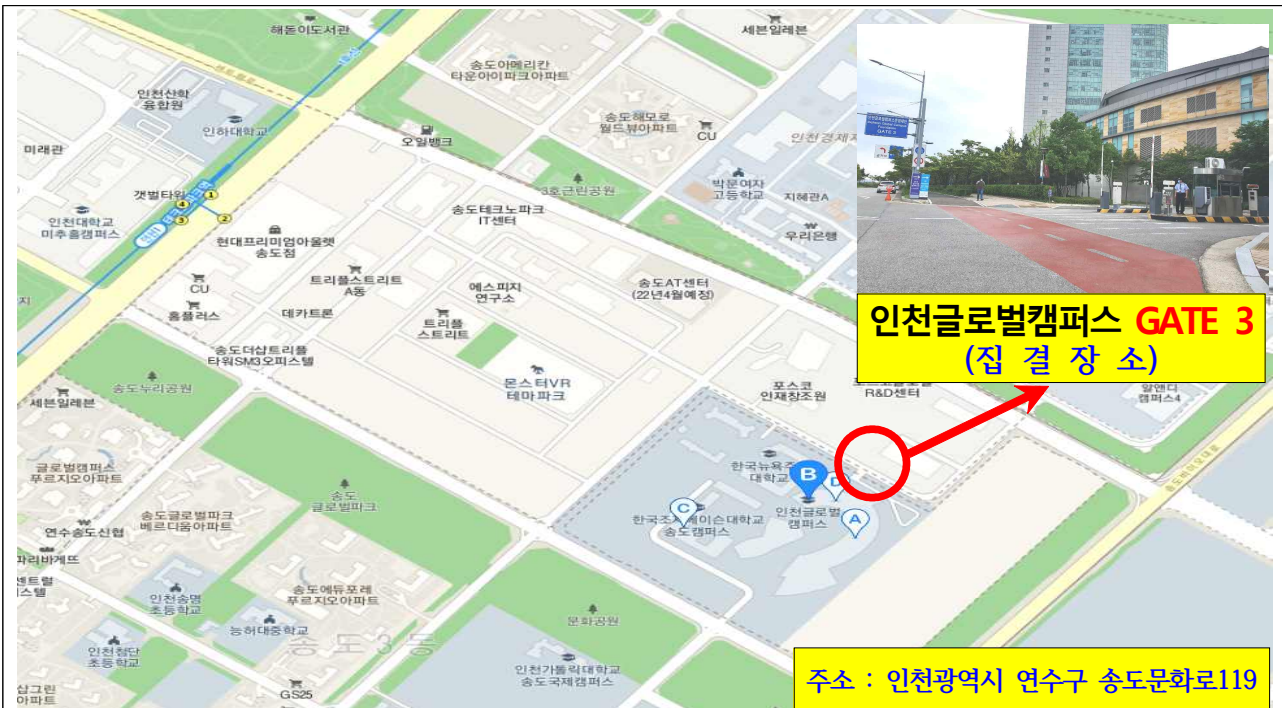 해돋이도서관
세븐일레븐
송도아메리칸
타운아이파크아파트
인천산학
융합원
인하대학교
미래관
오일뱅크
송도해모로
월드뷰아파트
CU
갯벌타워
인천대학교
미추홀캠퍼스
1
4
3
2
3호근린공원
박문여자
고등학교
지혜관A
우리은행
송도테크노파크
IT센터
현대프리미엄아울렛
송도점
CU
홈플러스
트리플스트리트
A동
데카트론
에스피지
연구소
트리플
스트리트
송도AT센터
(22년4월예정)
송도더샵트리플
타워SM3오피스텔
몬스터VR
테마파크
포스코
인재창조원
R&D센터
알앤디
캠퍼스4
GATE 3
인천글로벌캠퍼스 GATE 3
(집 결 장 소)
송도누리공원
세븐일레븐
글로벌캠퍼스
푸르지오아파트
송도글로벌파크
베르디움아파트
송도
글로벌파크
연수송도신협
파리바게뜨
센트럴
인천송명
초등학교
송도에듀포레
푸르지오아파트
능허대중학교
인천첨단
초등학교
송도3동
GS25
문화공원
인천가톨릭대학교
송도국제캠퍼스
한국뉴욕주
대학교
B
D
A
C
인천글로벌
캠퍼스
송도캠퍼스
주소 : 인천광역시 연수구 송도문화로119